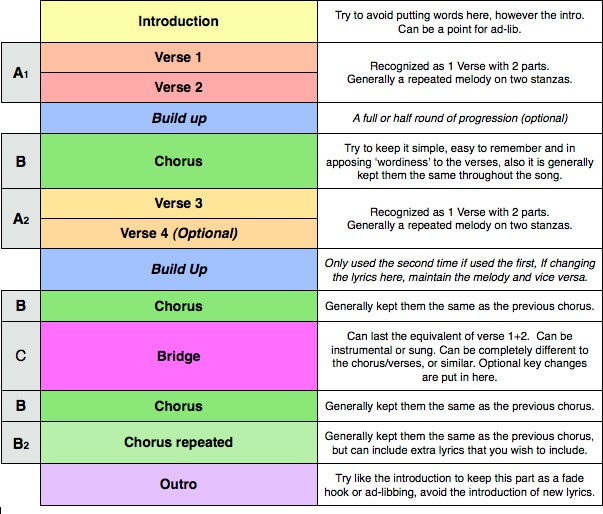 Introduction
Try to avoid putting words here, however the intro.
Can be a point for ad-lib.
A1
Verse 1
Verse 2
Recognized as 1 Verse with 2 parts.
Generally a repeated melody on two stanzas.
Build up
A full or half round of progression (optional)
B
Chorus
Try to keep it simple, easy to remember and in
apposing ‘wordiness’ to the verses, also it is generally
kept them the same throughout the song.
A2
Verse 3
Verse 4 (Optional)
Recognized as 1 Verse with 2 parts.
Generally a repeated melody on two stanzas.
Build Up
Only used the second time if used the first, If changing
the lyrics here, maintain the melody and vice versa.
B
Chorus
Generally kept them the same as the previous chorus.
C
Bridge
Can last the equivalent of verse 1+2. Can be
instrumental or sung. Can be completely different to
the chorus/verses, or similar. Optional key changes
are put in here.
B
Chorus
Generally kept them the same as the previous chorus.
B2
Chorus repeated
Generally kept them the same as the previous chorus,
but can include extra lyrics that you wish to include.
Outro
Try like the introduction to keep this part as a fade
hook or ad-libbing, avoid the introduction of new lyrics.